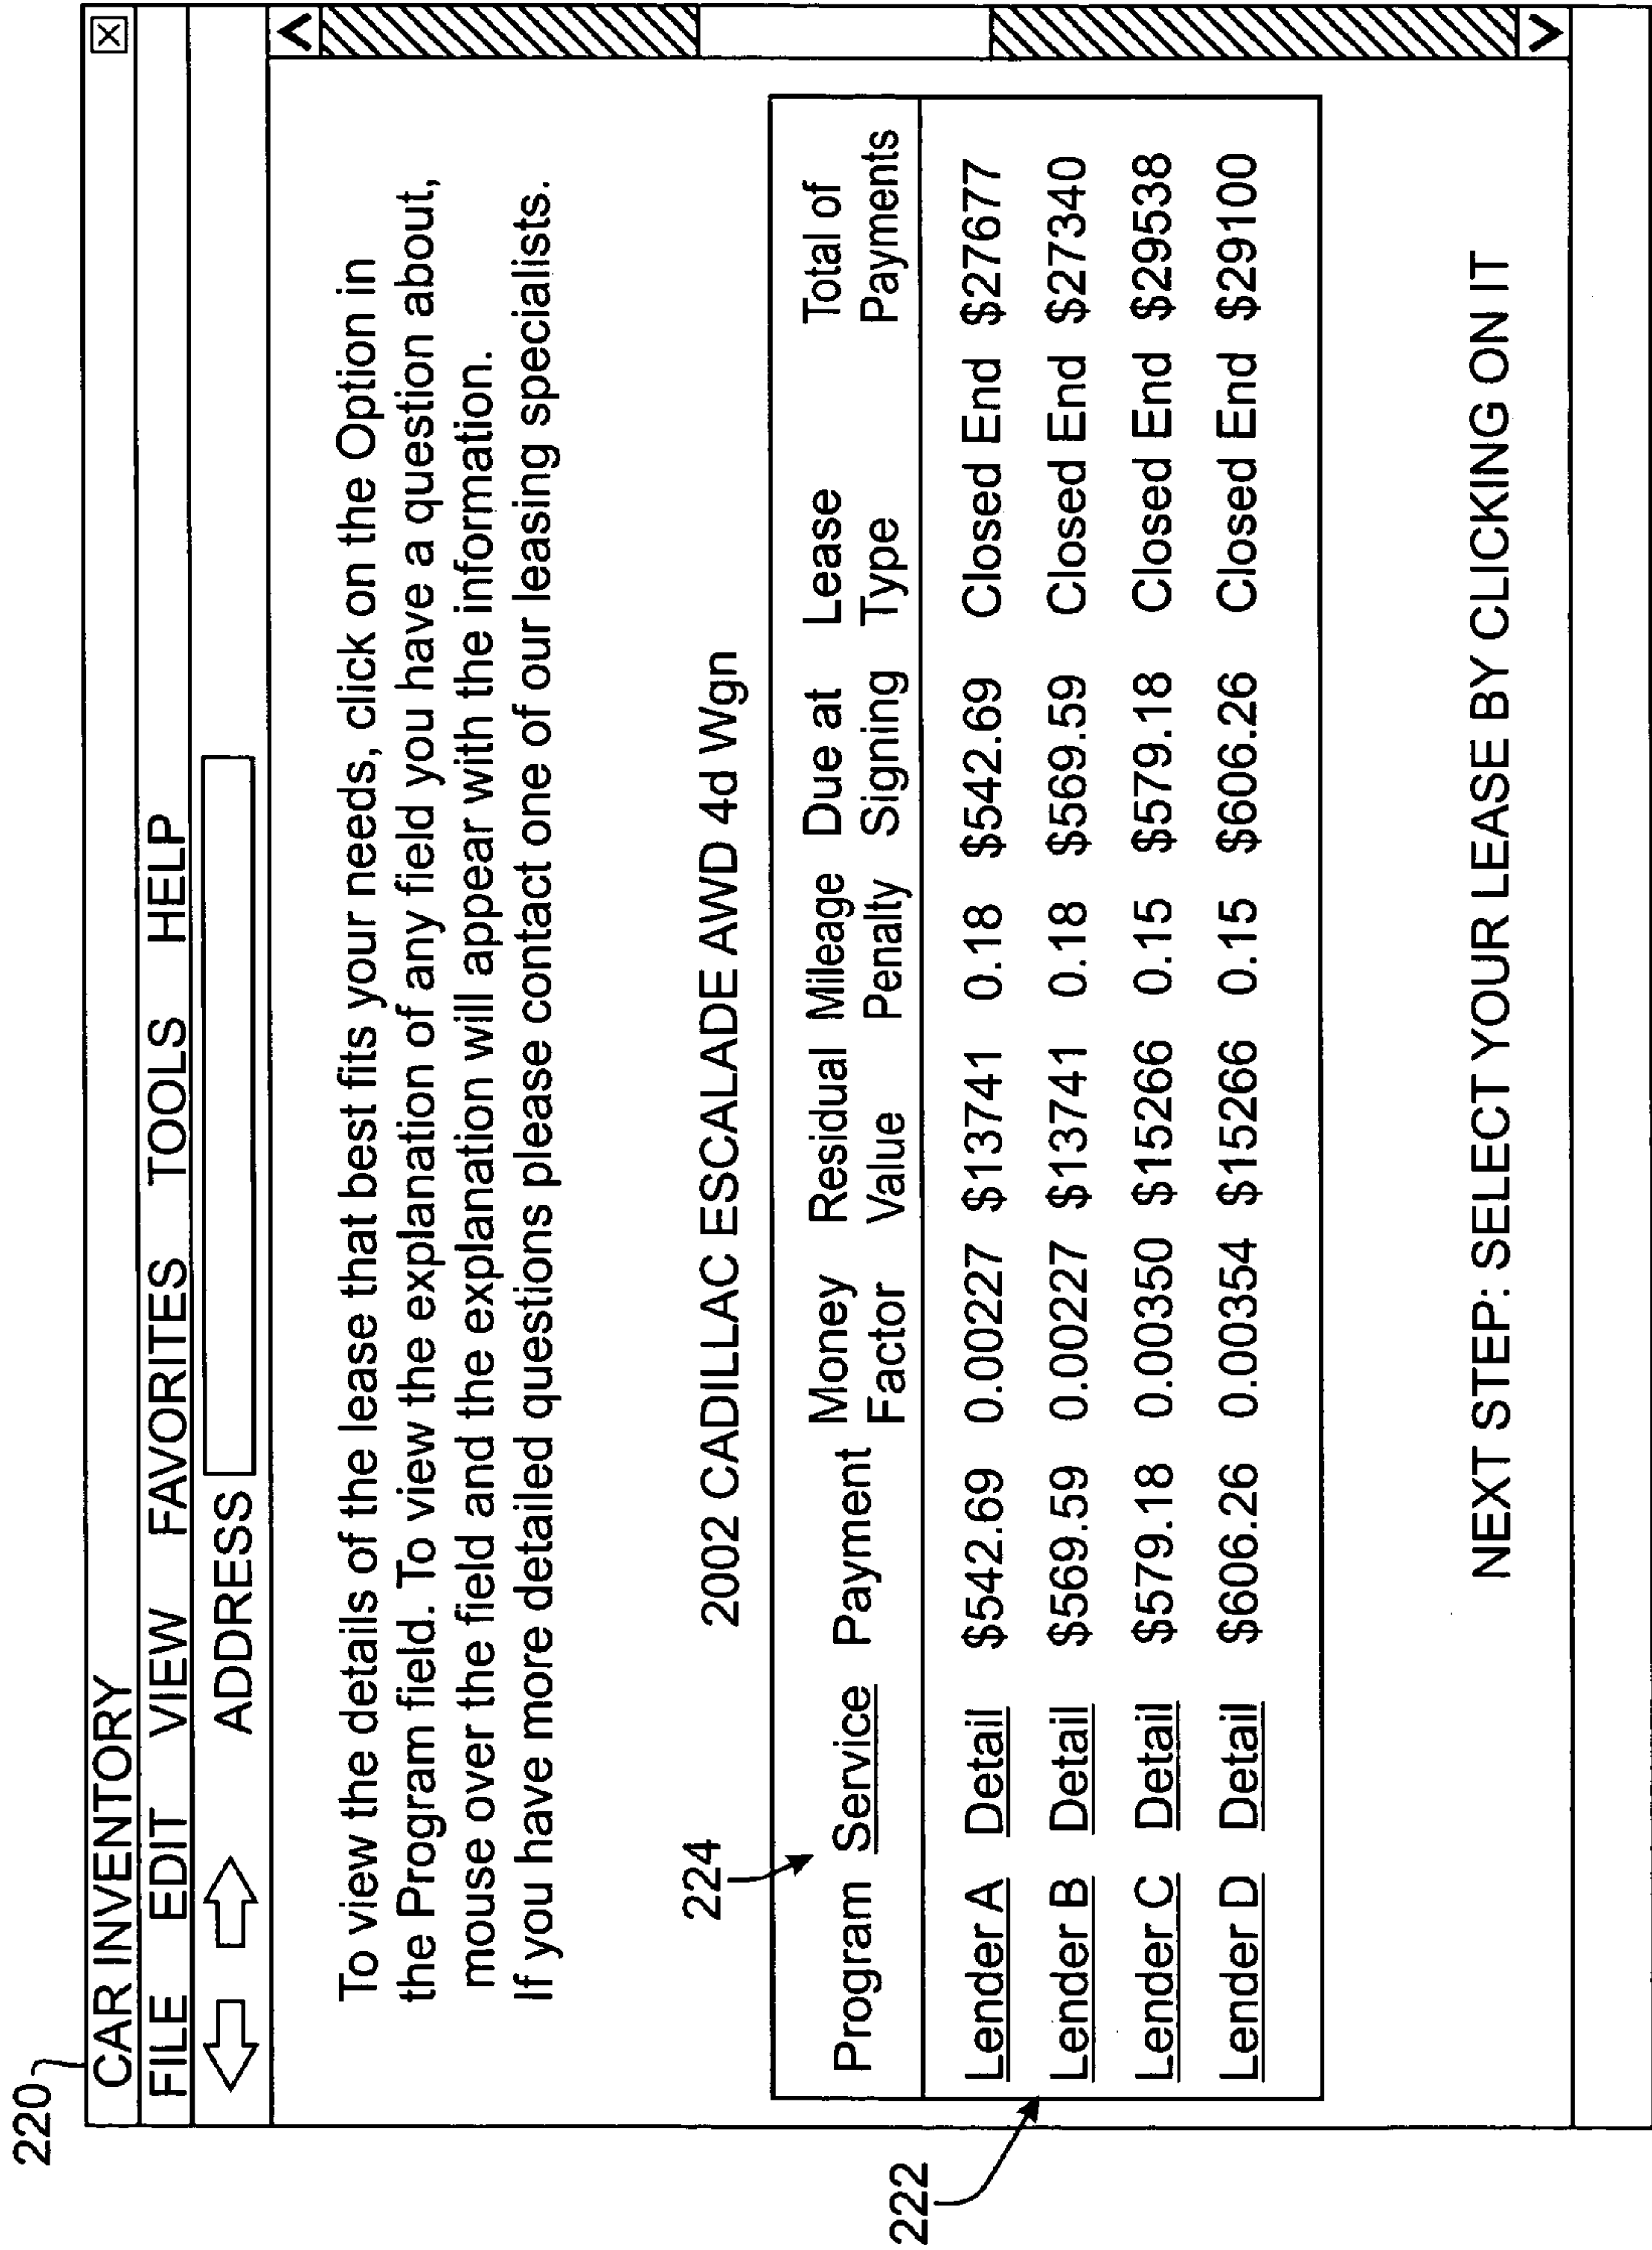 220
CAR INVENTORY
FILE EDIT VIEW FAVORITES TOOLS HELP
ADDRESS
To view the details of the lease that best fits your needs, click on the Option in
the Program field. To view the explanation of any field you have a question about,
mouse over the field and the explanation will appear with the information.
If you have more detailed questions please contact one of our leasing specialists.
224
2002 CADILLAC ESCALADE AWD 4d Wgn
Program Service Payment Money Factor Residual Value Mileage Penalty Due at Signing Lease Type Total of Payments
Lender A Detail $542.69 0.00227 $13741 0.18 $542.69 Closed End $27677
Lender B Detail $569.59 0.00227 $13741 0.18 $569.59 Closed End $27340
Lender C Detail $579.18 0.00350 $15266 0.15 $579.18 Closed End $29538
Lender D Detail $606.26 0.00354 $15266 0.15 $606.26 Closed End $29100
222
NEXT STEP: SELECT YOUR LEASE BY CLICKING ON IT